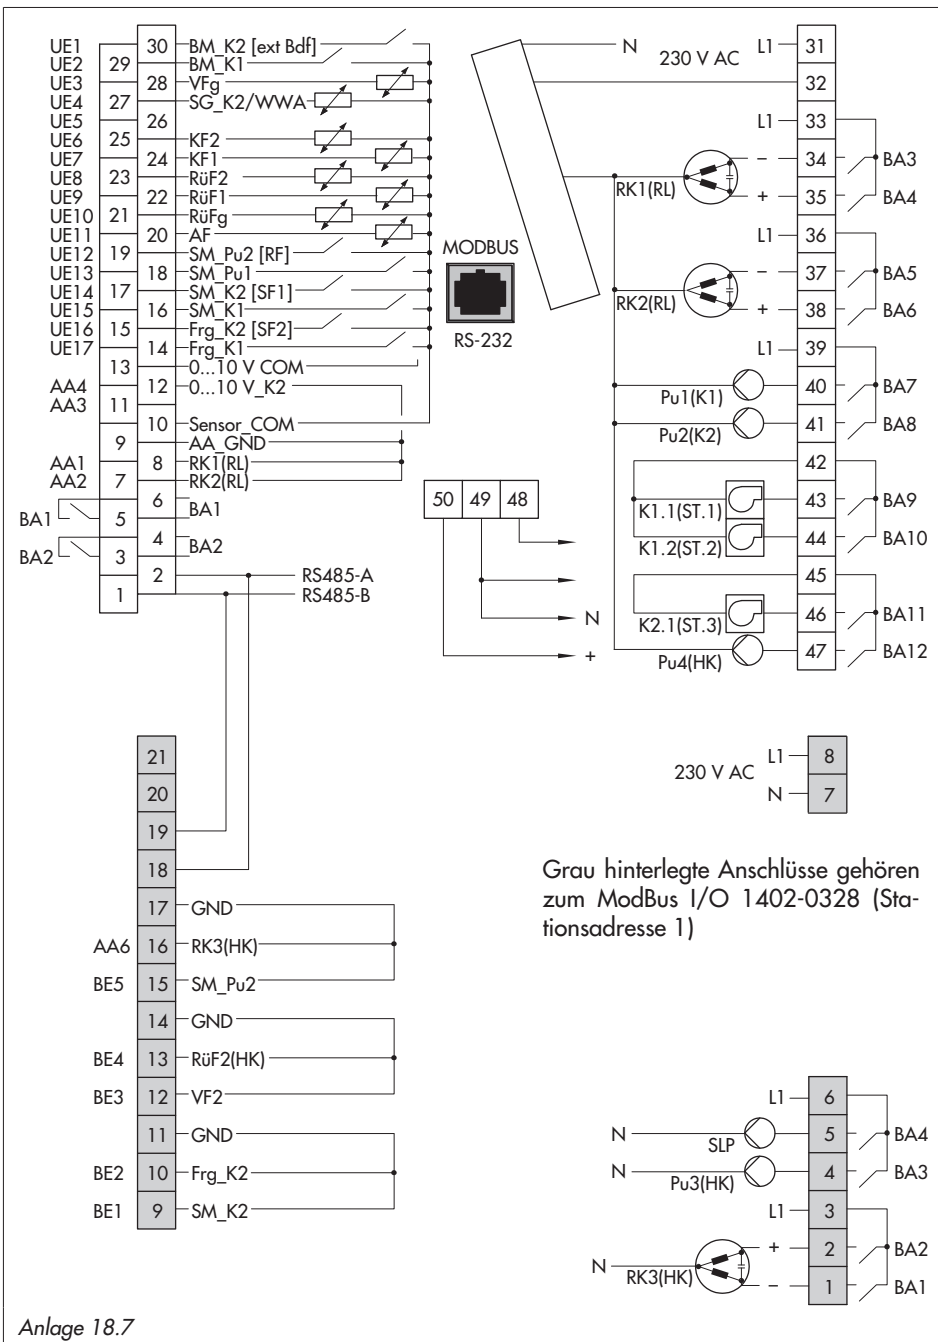 UE1 30 BM_K2 [ext Bdf]
UE2 29 BM_K1
UE3 28 VFg
UE4 27 SG_K2/WWA
UE5 26
UE6 25 KF2
UE7 24 KF1
UE8 23 RüF2
UE9 22 RüF1
UE10 21 RüFg
UE11 20 AF
UE12 19 SM_Pu2 [RF]
UE13 18 SM_Pu1
UE14 17 SM_K2 [SF1]
UE15 16 SM_K1
UE16 15 Frg_K2 [SF2]
UE17 14 Frg_K1
13 0...10 V COM
AA4 12 0...10 V_K2
AA3 11
10 Sensor_COM
9 AA_GND
AA1 8 RK1(RL)
AA2 7 RK2(RL)
6 BA1
BA1 5
4 BA2
BA2 3
2 RS485-A
1 RS485-B
MODBUS
RS-232
N 230 V AC L1 31
32
L1 33
RK1(RL) − 34 BA3
+ 35 BA4
L1 36
RK2(RL) − 37 BA5
+ 38 BA6
L1 39
Pu1(K1) 40 BA7
Pu2(K2) 41 BA8
42
K1.1(ST.1) 43 BA9
K1.2(ST.2) 44 BA10
45
K2.1(ST.3) 46 BA11
Pu4(HK) 47 BA12
50 49 48
N
+
21
20
19
18
17 GND
AA6 16 RK3(HK)
BE5 15 SM_Pu2
14 GND
BE4 13 RüF2(HK)
BE3 12 VF2
11 GND
BE2 10 Frg_K2
BE1 9 SM_K2
230 V AC L1 8
N 7
Grau hinterlegte Anschlüsse gehören
zum ModBus I/O 1402-0328 (Sta-
tionsadresse 1)
L1 6
N SLP 5 BA4
N Pu3(HK) 4 BA3
L1 3
+ 2 BA2
N RK3(HK) − 1 BA1
Anlage 18.7